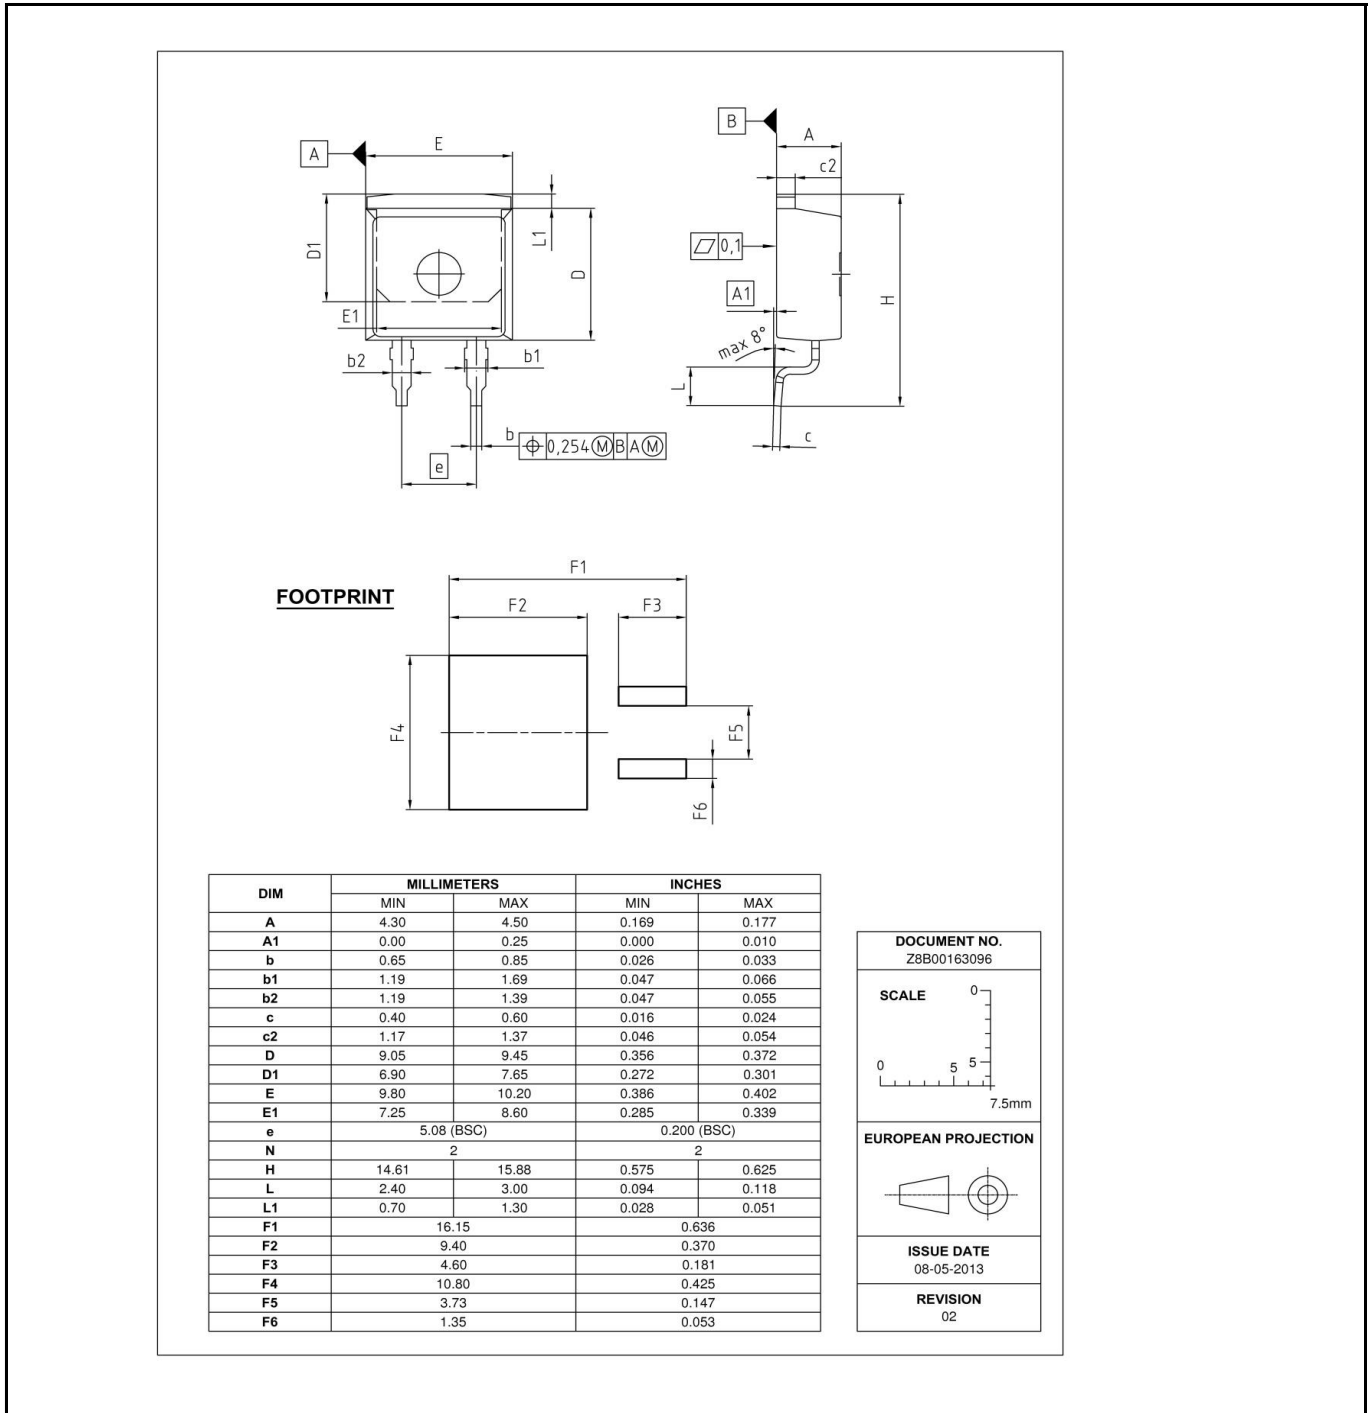 B
A
A
E
c2
D1
L1
D
0,1
H
A1
E1
max 8°
b2
b1
L
b
0,254 M B A M
c
e
F1
FOOTPRINT
F2
F3
F4
F5
F6
DIM MILLIMETERS INCHES
MIN MAX MIN MAX
A 4.30 4.50 0.169 0.177
A1 0.00 0.25 0.000 0.010
b 0.65 0.85 0.026 0.033
b1 1.19 1.69 0.047 0.066
b2 1.19 1.39 0.047 0.055
c 0.40 0.60 0.016 0.024
c2 1.17 1.37 0.046 0.054
D 9.05 9.45 0.356 0.372
D1 6.90 7.65 0.272 0.301
E 9.80 10.20 0.386 0.402
E1 7.25 8.60 0.285 0.339
e 5.08 (BSC) 0.200 (BSC)
N 2 2
H 14.61 15.88 0.575 0.625
L 2.40 3.00 0.094 0.118
L1 0.70 1.30 0.028 0.051
F1 16.15 0.636
F2 9.40 0.370
F3 4.60 0.181
F4 10.80 0.425
F5 3.73 0.147
F6 1.35 0.053
DOCUMENT NO.
Z8B00163096
SCALE
0
0 5 5
7.5mm
EUROPEAN PROJECTION
ISSUE DATE
08-05-2013
REVISION
02